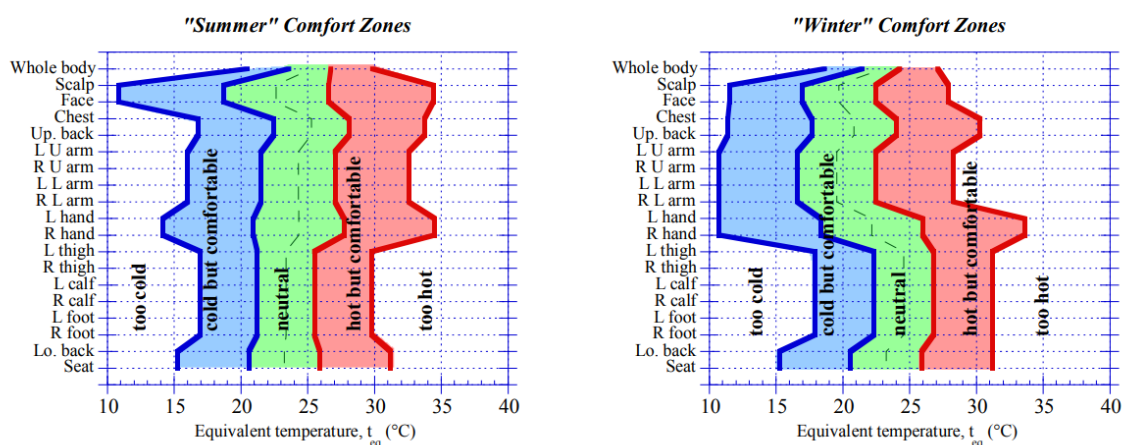 "Summer" Comfort Zones
Whole body
Scalp
Face
Chest
Up. back
L U arm
R U arm
L L arm
R L arm
L hand
R hand
L thigh
R thigh
L calf
R calf
L foot
R foot
Lo. back
Seat
too cold
cold but comfortable
neutral
hot but comfortable
too hot
10 15 20 25 30 35 40
Equivalent temperature, t_eq (°C)
"Winter" Comfort Zones
Whole body
Scalp
Face
Chest
Up. back
L U arm
R U arm
L L arm
R L arm
L hand
R hand
L thigh
R thigh
L calf
R calf
L foot
R foot
Lo. back
Seat
too cold
cold but comfortable
neutral
hot but comfortable
too hot
10 15 20 25 30 35 40
Equivalent temperature, t_eq (°C)